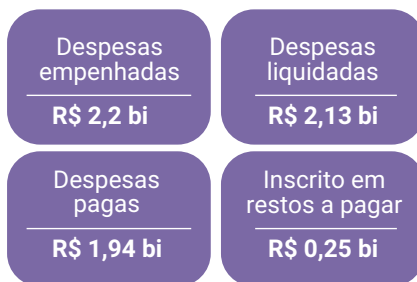 Despesas
empenhadas
R$ 2,2 bi
Despesas
liquidadas
R$ 2,13 bi
Despesas
pagas
R$ 1,94 bi
Inscrito em
restos a pagar
R$ 0,25 bi